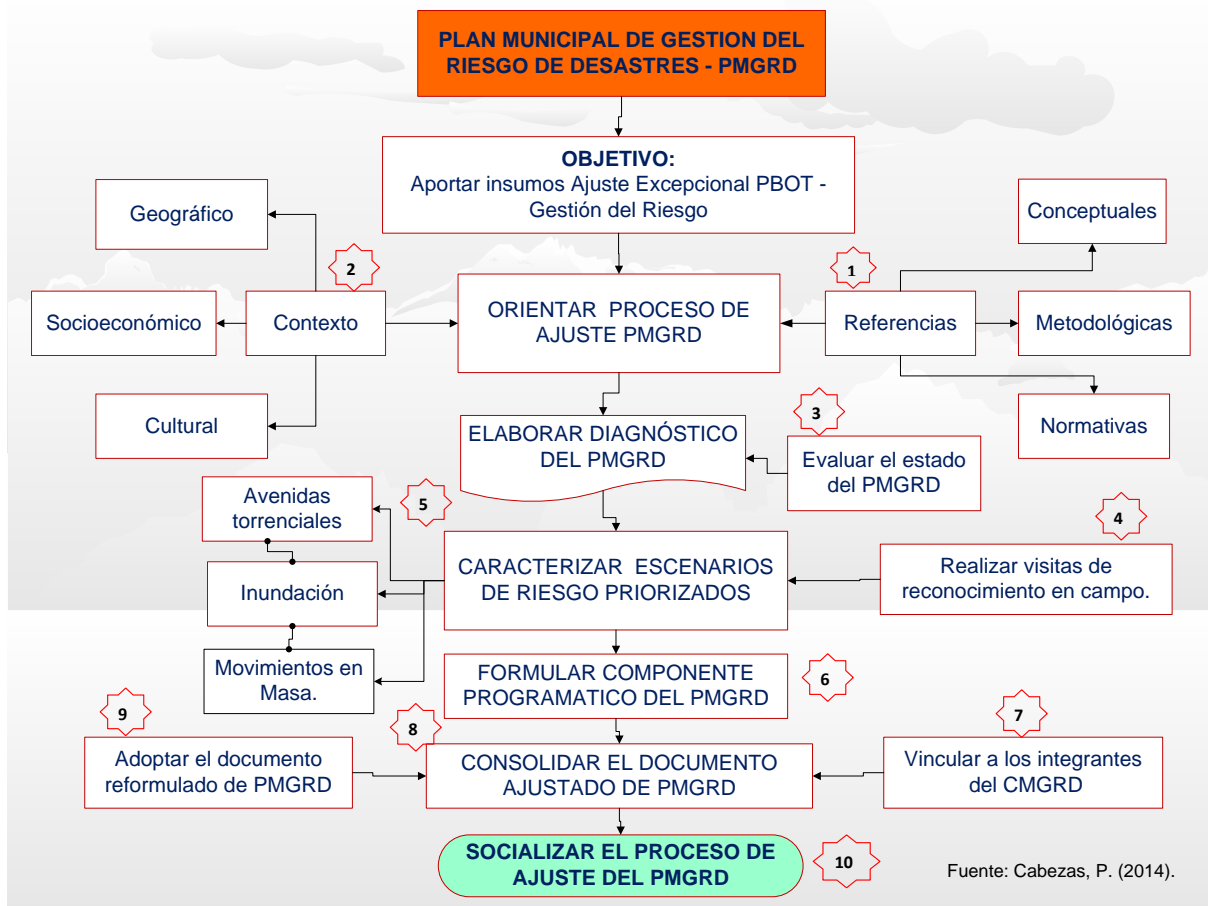 PLAN MUNICIPAL DE GESTION DEL
RIESGO DE DESASTRES - PMGRD
OBJETIVO:
Aportar insumos Ajuste Excepcional PBOT -
Gestión del Riesgo
Geográfico
Conceptuales
2
1
Socioeconómico
Contexto
ORIENTAR PROCESO DE
AJUSTE PMGRD
Referencias
Metodológicas
Cultural
Normativas
3
ELABORAR DIAGNÓSTICO
DEL PMGRD
Evaluar el estado
del PMGRD
Avenidas
torrenciales
5
4
Inundación
CARACTERIZAR ESCENARIOS
DE RIESGO PRIORIZADOS
Realizar visitas de
reconocimiento en campo.
Movimientos en
Masa.
FORMULAR COMPONENTE
PROGRAMATICO DEL PMGRD
6
9
8
7
Adoptar el documento
reformulado de PMGRD
CONSOLIDAR EL DOCUMENTO
AJUSTADO DE PMGRD
Vincular a los integrantes
del CMGRD
SOCIALIZAR EL PROCESO DE
AJUSTE DEL PMGRD
10
Fuente: Cabezas, P. (2014).